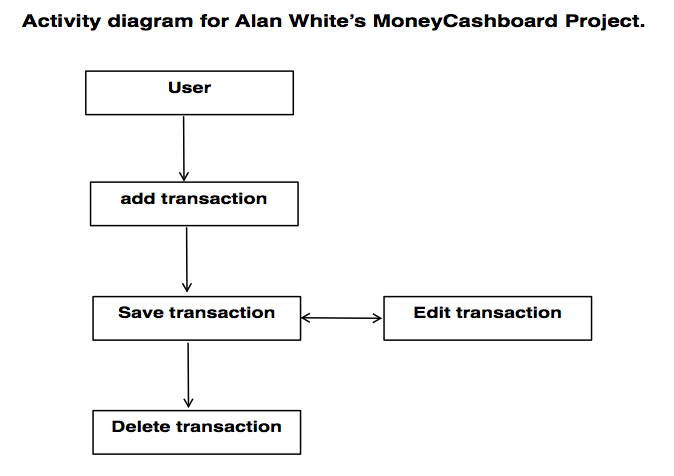 Activity diagram for Alan White’s MoneyCashboard Project.
User
add transaction
Save transaction
Edit transaction
Delete transaction